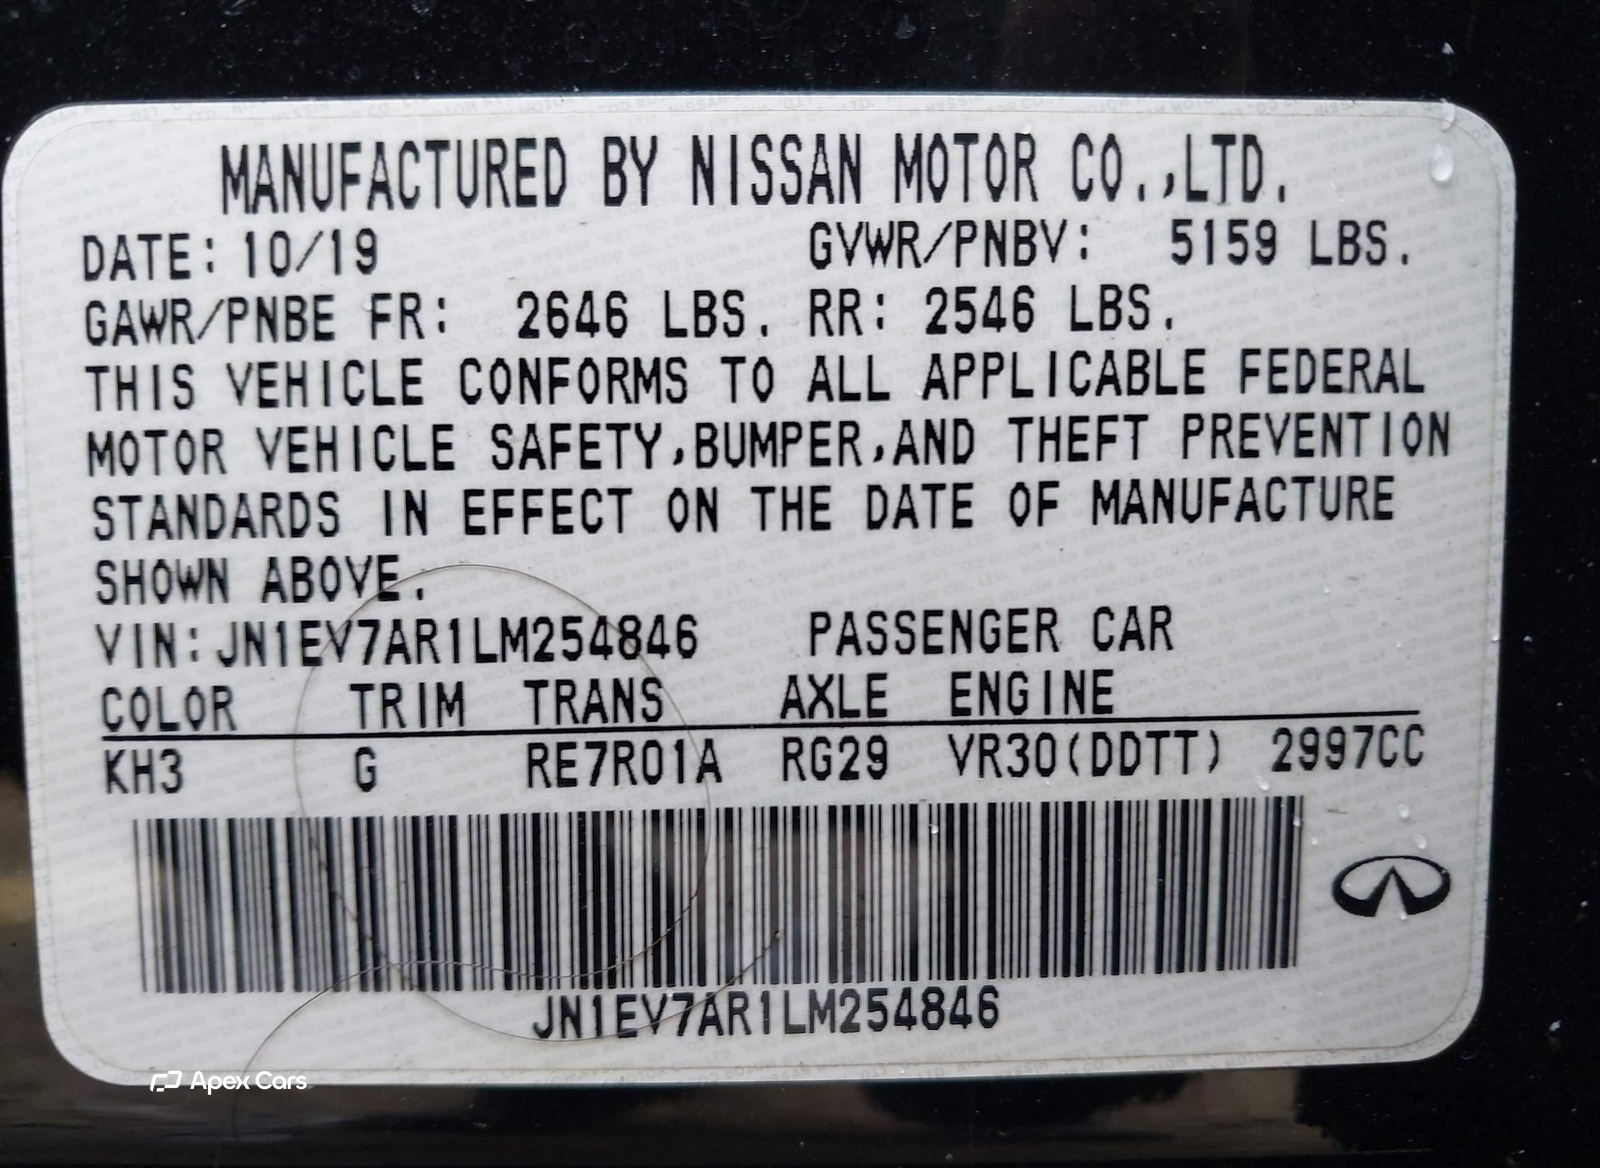 MANUFACTURED BY NISSAN MOTOR CO.,LTD.
DATE: 10/19 GVWR/PNBV: 5159 LBS.
GAWR/PNBE FR: 2646 LBS. RR: 2546 LBS.
THIS VEHICLE CONFORMS TO ALL APPLICABLE FEDERAL
MOTOR VEHICLE SAFETY,BUMPER,AND THEFT PREVENTION
STANDARDS IN EFFECT ON THE DATE OF MANUFACTURE
SHOWN ABOVE.
VIN:JN1EV7AR1LM254846 PASSENGER CAR
COLOR TRIM TRANS AXLE ENGINE
KH3 G RE7R01A RG29 VR30(DDTT) 2997CC
JN1EV7AR1LM254846
Apex Cars